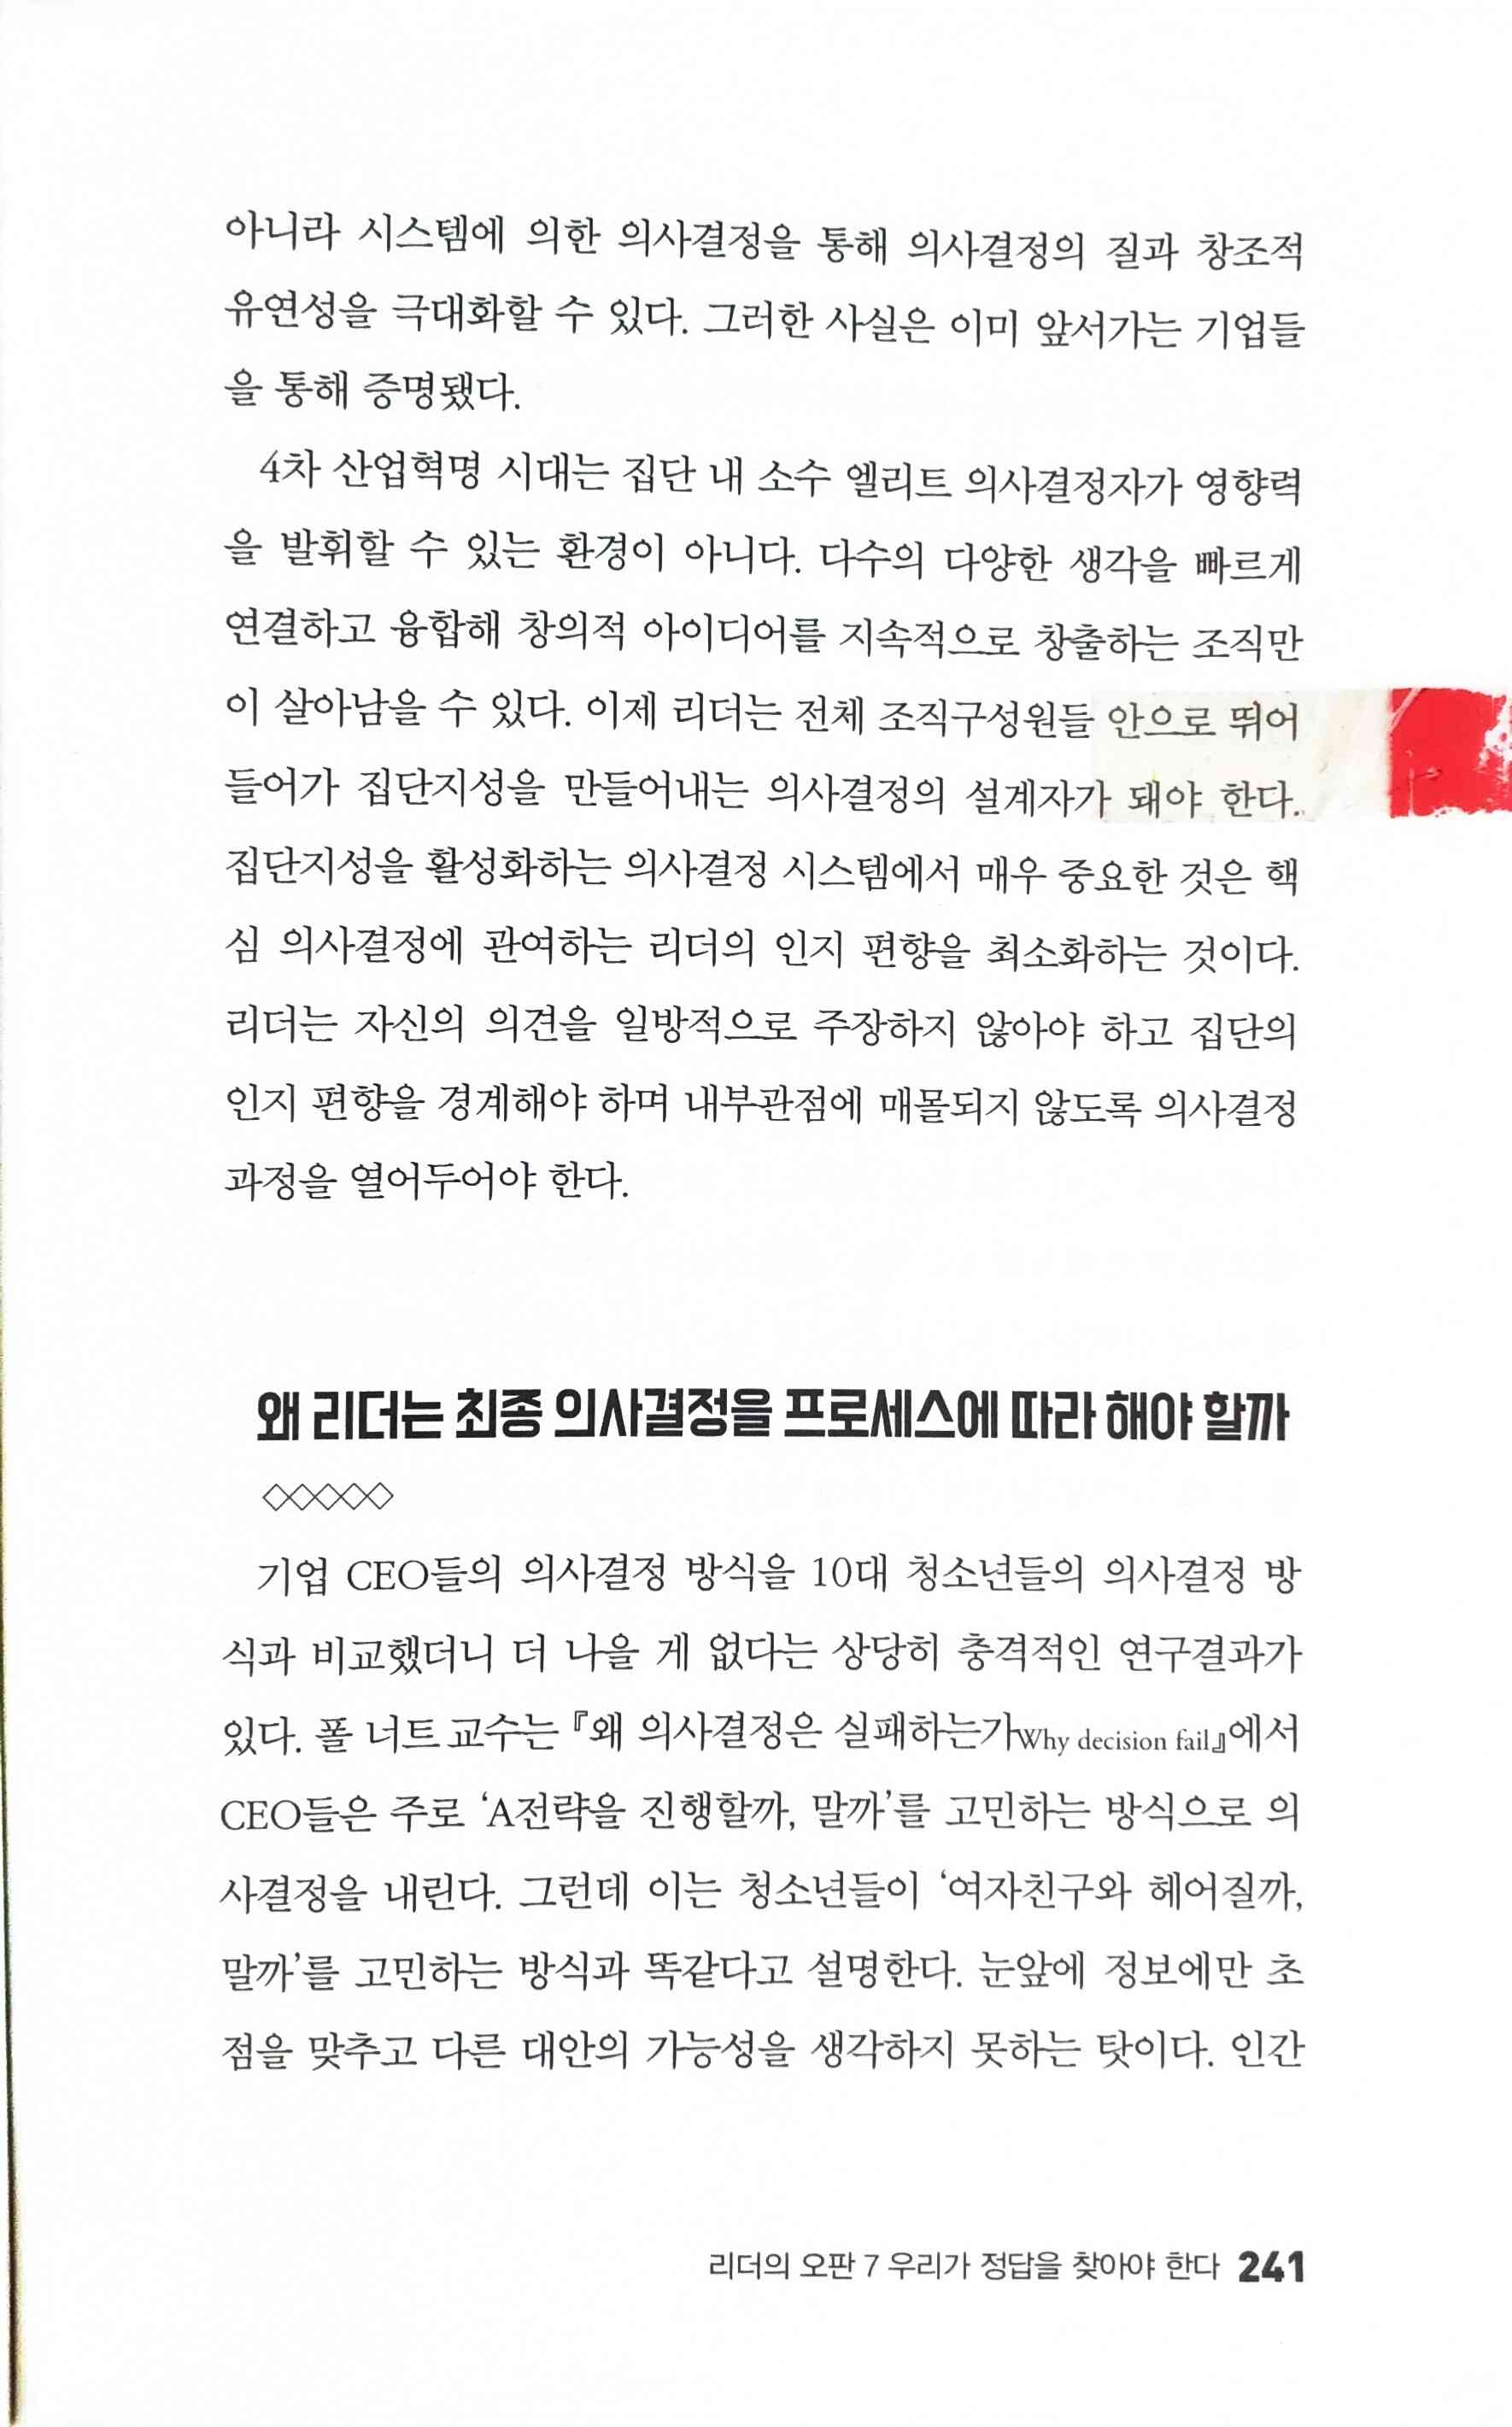 아니라 시스템에 의한 의사결정을 통해 의사결정의 질과 창조적
유연성을 극대화할 수 있다. 그러한 사실은 이미 앞서가는 기업들
을 통해 증명됐다.
4차 산업혁명 시대는 집단 내 소수 엘리트 의사결정자가 영향력
을 발휘할 수 있는 환경이 아니다. 다수의 다양한 생각을 빠르게
연결하고 융합해 창의적 아이디어를 지속적으로 창출하는 조직만
이 살아남을 수 있다. 이제 리더는 전체 조직구성원들 안으로 뛰어
들어가 집단지성을 만들어내는 의사결정의 설계자가 돼야 한다.
집단지성을 활성화하는 의사결정 시스템에서 매우 중요한 것은 핵
심 의사결정에 관여하는 리더의 인지 편향을 최소화하는 것이다.
리더는 자신의 의견을 일방적으로 주장하지 않아야 하고 집단의
인지 편향을 경계해야 하며 내부관점에 매몰되지 않도록 의사결정
과정을 열어두어야 한다.
왜 리더는 최종 의사결정을 프로세스에 따라 해야 할까
기업 CEO들의 의사결정 방식을 10대 청소년들의 의사결정 방
식과 비교했더니 더 나을 게 없다는 상당히 충격적인 연구결과가
있다. 폴 너트 교수는 『왜 의사결정은 실패하는가Why decision fail』에서
CEO들은 주로 ‘A전략을 진행할까, 말까’를 고민하는 방식으로 의
사결정을 내린다. 그런데 이는 청소년들이 ‘여자친구와 헤어질까,
말까’를 고민하는 방식과 똑같다고 설명한다. 눈앞에 정보에만 초
점을 맞추고 다른 대안의 가능성을 생각하지 못하는 탓이다. 인간
리더의 오판 7 우리가 정답을 찾아야 한다 241